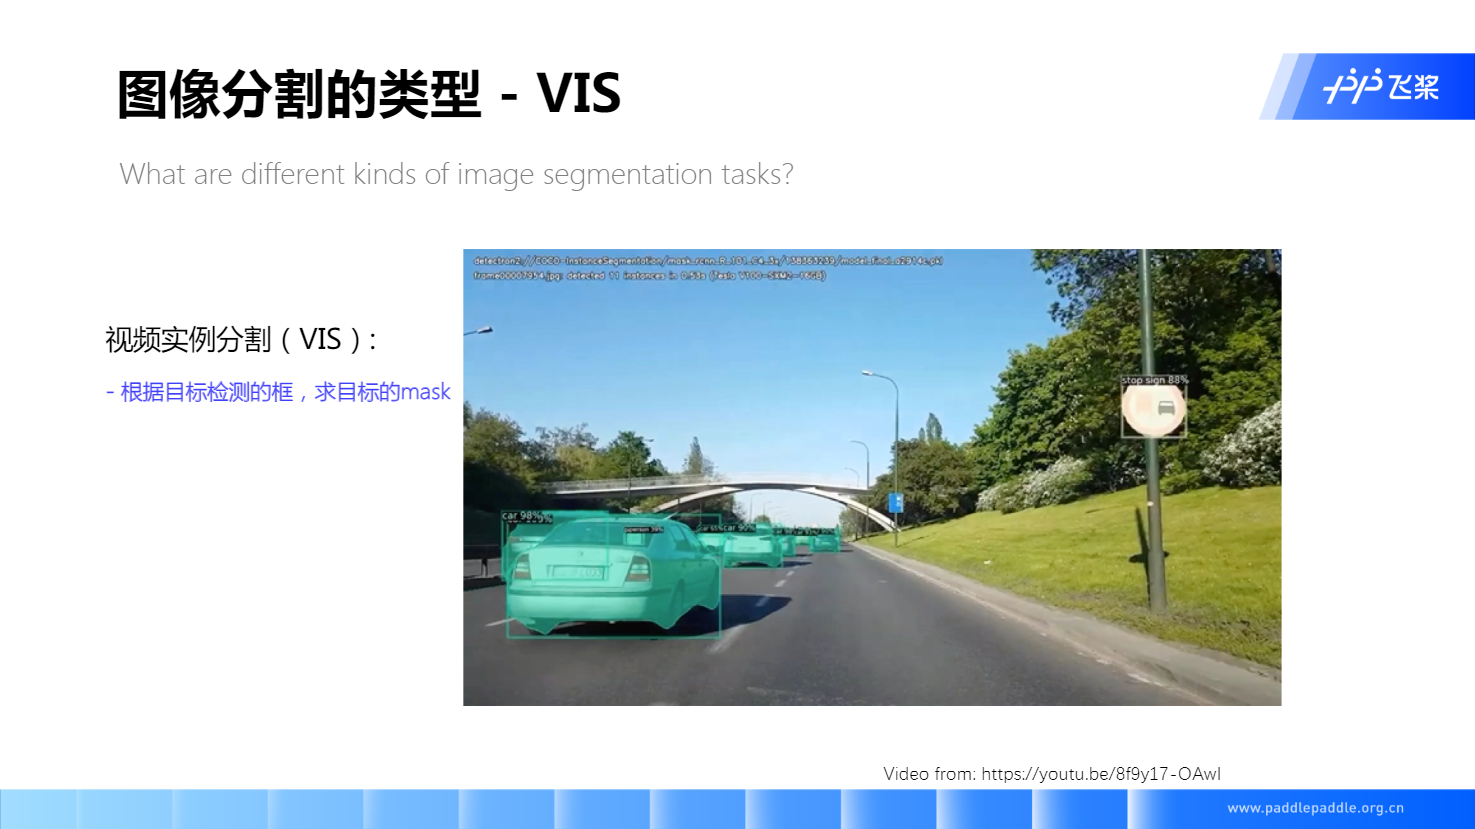 图像分割的类型 - VIS
飞桨
What are different kinds of image segmentation tasks?
视频实例分割（VIS）:
- 根据目标检测的框，求目标的mask
detectron2://COCO-InstanceSegmentation/mask_rcnn_R_101_C4_3x/138363239/model_final_a2914c.pkl
frame00007954.jpg: detected 11 instances in 0.53s (Tesla V100-SXM2-16GB)
stop sign 88%
car 98%
person 39%
car 90%
Video from: https://youtu.be/8f9y17-OAwI
www.paddlepaddle.org.cn